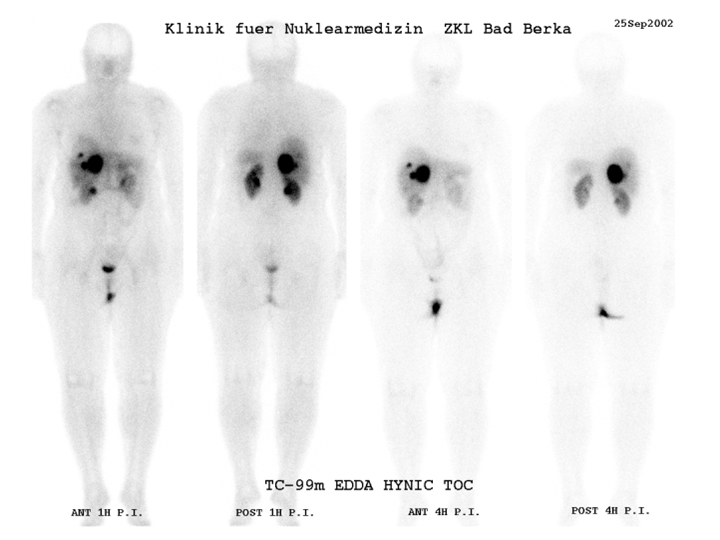 Klinik fuer Nuklearmedizin ZKL Bad Berka
25Sep2002
TC-99m EDDA HYNIC TOC
ANT 1H P.I.
POST 1H P.I.
ANT 4H P.I.
POST 4H P.I.